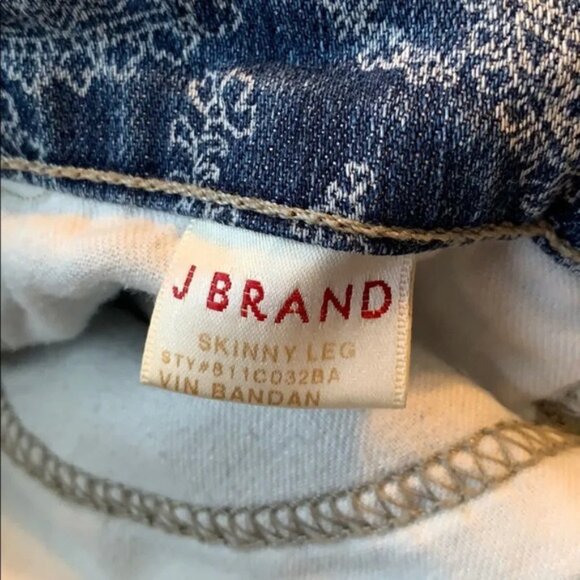 J BRAND
SKINNY LEG
STY#811C032BA
VIN BANDAN